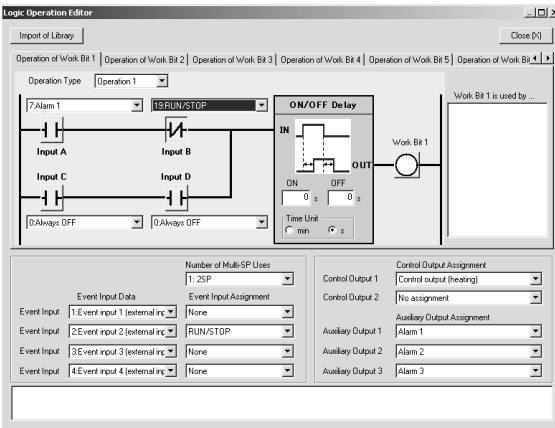 Logic Operation Editor
Import of Library
Close (X)
Operation of Work Bit 1 Operation of Work Bit 2 Operation of Work Bit 3 Operation of Work Bit 4 Operation of Work Bit 5 Operation of Work Bit
Operation Type Operation 1
7:Alarm 1 19:RUN/STOP
Input A Input B
Input C Input D
0:Always OFF 0:Always OFF
ON/OFF Delay
IN
OUT
ON OFF
0 s 0 s
Time Unit
min s
Work Bit 1
Work Bit 1 is used by ...
Number of Multi-SP Uses
1: 2SP
Event Input Data Event Input Assignment
Event Input 1:Event input 1 (external inp None
Event Input 2:Event input 2 (external inp RUN/STOP
Event Input 3:Event input 3 (external inp None
Event Input 4:Event input 4 (external inp None
Control Output Assignment
Control Output 1 Control output (heating)
Control Output 2 No assignment
Auxiliary Output Assignment
Auxiliary Output 1 Alarm 1
Auxiliary Output 2 Alarm 2
Auxiliary Output 3 Alarm 3